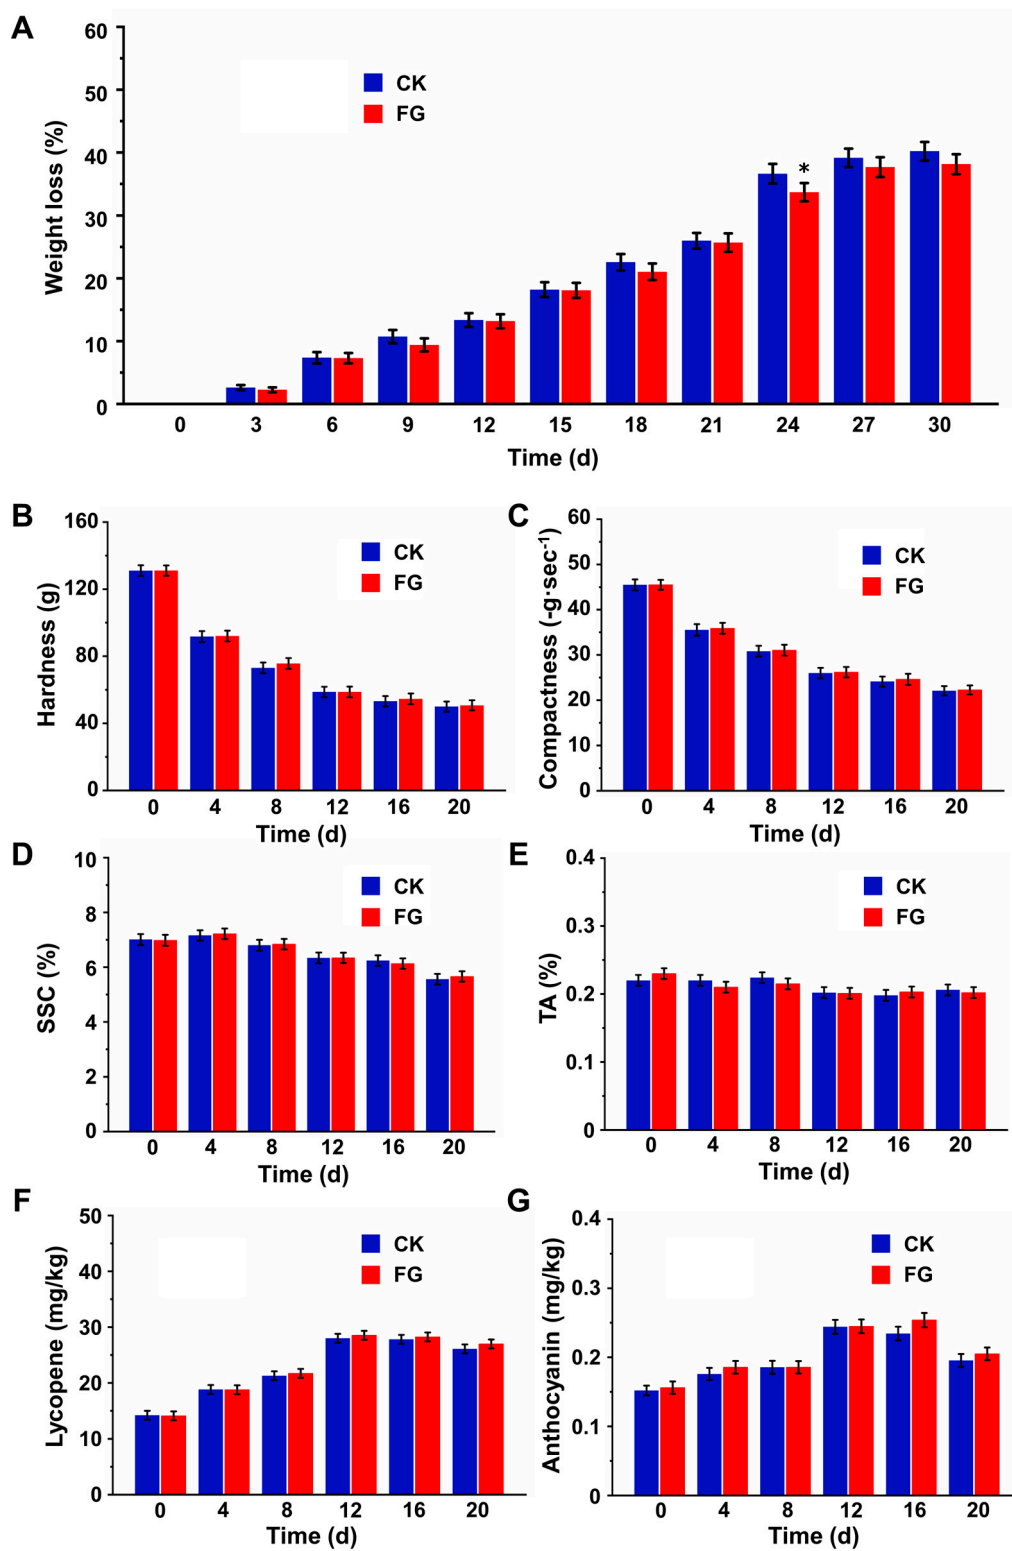 A
Weight loss (%)
60
50
40
30
20
10
0
CK
FG
*
0 3 6 9 12 15 18 21 24 27 30
Time (d)
B
Hardness (g)
160
120
80
40
0
CK
FG
0 4 8 12 16 20
Time (d)
C
Compactness (-g·sec⁻¹)
60
50
40
30
20
10
0
CK
FG
0 4 8 12 16 20
Time (d)
D
SSC (%)
10
8
6
4
2
0
CK
FG
0 4 8 12 16 20
Time (d)
E
TA (%)
0.4
0.3
0.2
0.1
0
CK
FG
0 4 8 12 16 20
Time (d)
F
Lycopene (mg/kg)
50
40
30
20
10
0
CK
FG
0 4 8 12 16 20
Time (d)
G
Anthocyanin (mg/kg)
0.4
0.3
0.2
0.1
0
CK
FG
0 4 8 12 16 20
Time (d)